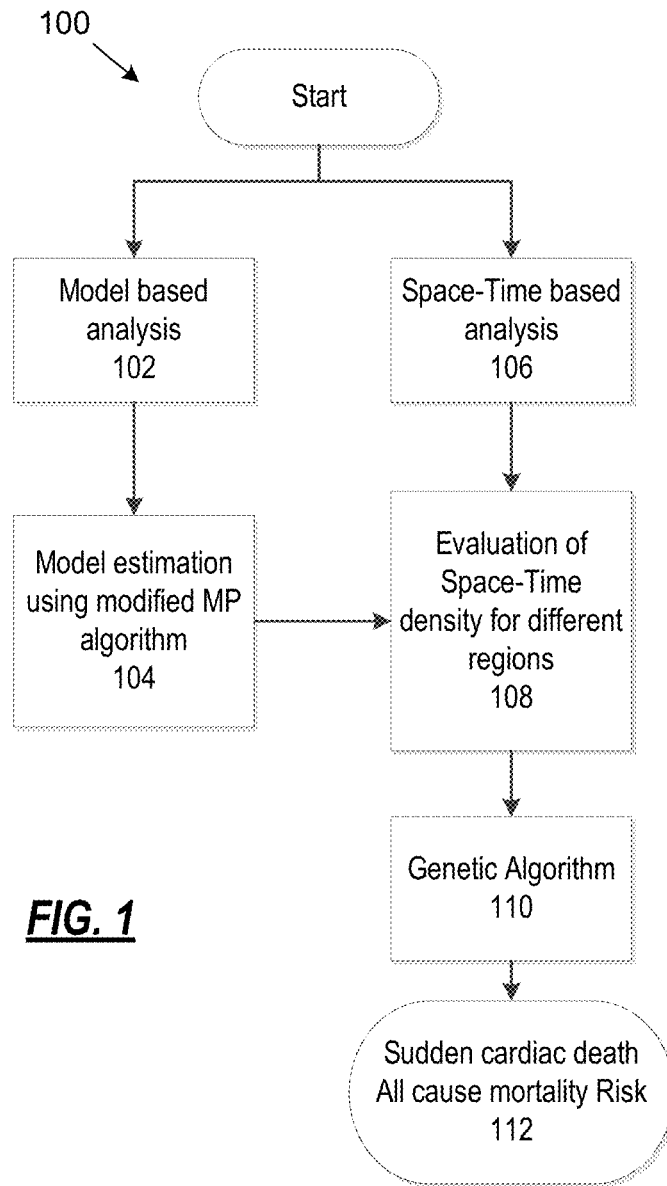 100
Start
Model based
analysis
102
Space-Time based
analysis
106
Model estimation
using modified MP
algorithm
104
Evaluation of
Space-Time
density for different
regions
108
Genetic Algorithm
110
FIG. 1
Sudden cardiac death
All cause mortality Risk
112